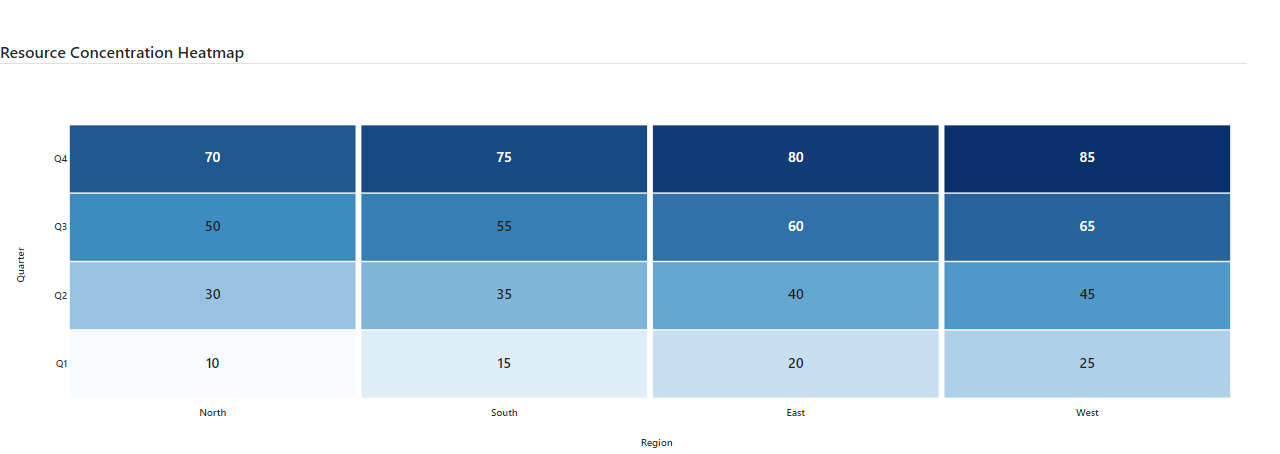 Resource Concentration Heatmap
Q4 70 75 80 85
Q3 50 55 60 65
Quarter
Q2 30 35 40 45
Q1 10 15 20 25
North South East West
Region